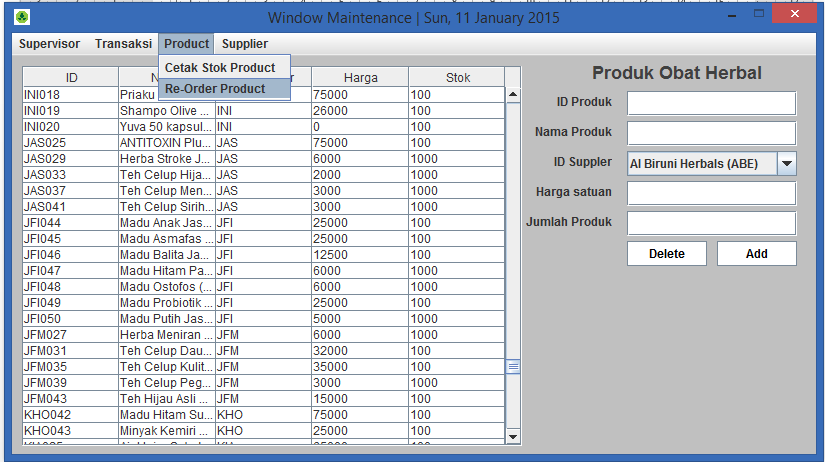 Window Maintenance | Sun, 11 January 2015
Supervisor Transaksi Product Supplier
Cetak Stok Product
Re-Order Product
ID Harga Stok
INI018 Priaku 75000 100
INI019 Shampo Olive ... INI 26000 100
INI020 Yuva 50 kapsul... INI 0 100
JAS025 ANTITOXIN Plu... JAS 75000 100
JAS029 Herba Stroke J... JAS 6000 1000
JAS033 Teh Celup Hija... JAS 2000 1000
JAS037 Teh Celup Men... JAS 3000 1000
JAS041 Teh Celup Sirih... JAS 3000 1000
JFI044 Madu Anak Jas... JFI 25000 100
JFI045 Madu Asmafas ... JFI 25000 100
JFI046 Madu Balita Ja... JFI 12500 100
JFI047 Madu Hitam Pa... JFI 6000 1000
JFI048 Madu Ostofos (... JFI 6000 1000
JFI049 Madu Probiotik ... JFI 25000 100
JFI050 Madu Putih Jas... JFI 5000 1000
JFM027 Herba Meniran ... JFM 6000 1000
JFM031 Teh Celup Dau... JFM 32000 100
JFM035 Teh Celup Kulit... JFM 35000 100
JFM039 Teh Celup Peg... JFM 3000 1000
JFM043 Teh Hijau Asli ... JFM 15000 100
KHO042 Madu Hitam Su... KHO 75000 100
KHO043 Minyak Kemiri ... KHO 25000 100
Produk Obat Herbal
ID Produk
Nama Produk
ID Suppler Al Biruni Herbals (ABE)
Harga satuan
Jumlah Produk
Delete Add